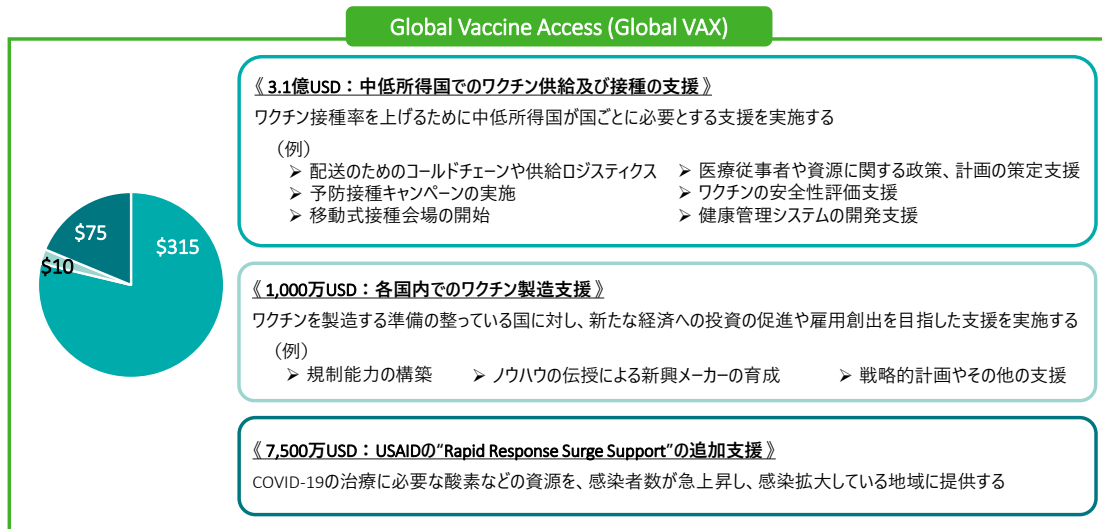 Global Vaccine Access (Global VAX)
《 3.1億USD：中低所得国でのワクチン供給及び接種の支援 》
ワクチン接種率を上げるために中低所得国が国ごとに必要とする支援を実施する
（例）
➢ 配送のためのコールドチェーンや供給ロジスティクス
➢ 予防接種キャンペーンの実施
➢ 移動式接種会場の開始
➢ 医療従事者や資源に関する政策、計画の策定支援
➢ ワクチンの安全性評価支援
➢ 健康管理システムの開発支援
$75
$315
$10
《 1,000万USD：各国内でのワクチン製造支援 》
ワクチンを製造する準備の整っている国に対し、新たな経済への投資の促進や雇用創出を目指した支援を実施する
（例）
➢ 規制能力の構築
➢ ノウハウの伝授による新興メーカーの育成
➢ 戦略的計画やその他の支援
《 7,500万USD：USAIDの“Rapid Response Surge Support”の追加支援 》
COVID-19の治療に必要な酸素などの資源を、感染者数が急上昇し、感染拡大している地域に提供する